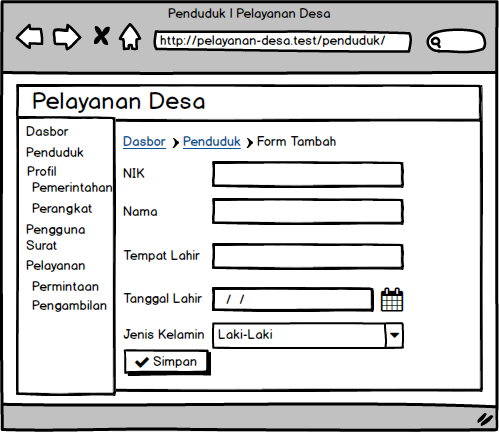 Penduduk | Pelayanan Desa
http://pelayanan-desa.test/penduduk/
Pelayanan Desa
Dasbor
Penduduk
Profil
Pemerintahan
Perangkat
Pengguna
Surat
Pelayanan
Permintaan
Pengambilan
Dasbor ❯ Penduduk ❯ Form Tambah
NIK
Nama
Tempat Lahir
Tanggal Lahir / /
Jenis Kelamin Laki-Laki
Simpan